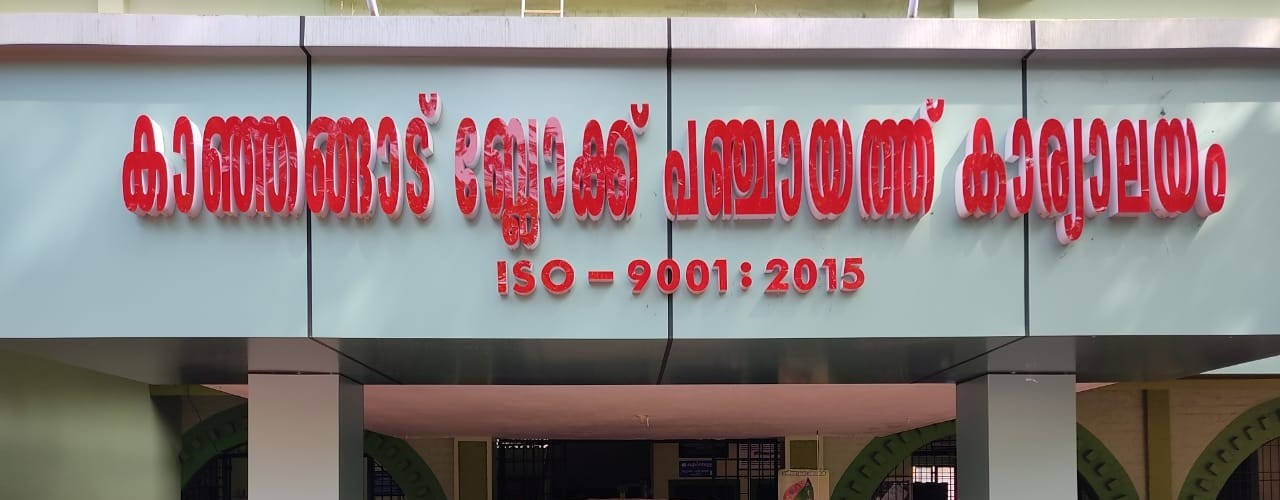 കാഞ്ഞങ്ങാട് ബ്ലോക്ക് പഞ്ചായത്ത് കാര്യാലയം
ISO – 9001 : 2015